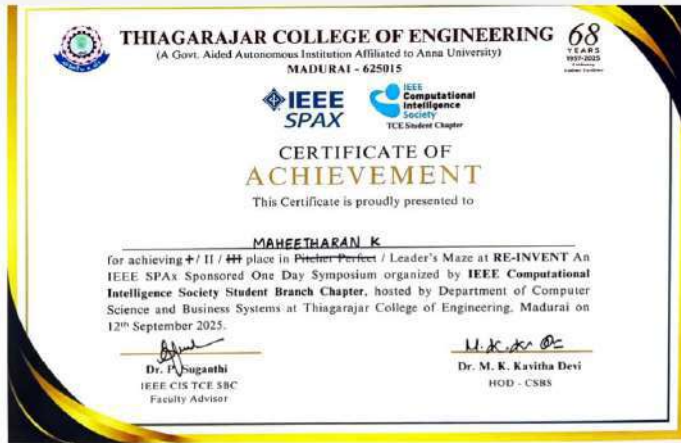 THIAGARAJAR COLLEGE OF ENGINEERING
(A Govt. Aided Autonomous Institution Affiliated to Anna University)
MADURAI - 625015
68
YEARS
1957-2025
IEEE
SPAX
IEEE
Computational
Intelligence
Society
TCE Student Chapter
CERTIFICATE OF
ACHIEVEMENT
This Certificate is proudly presented to
MAHEETHARAN K
for achieving I / II / III place in Pitcher Perfect / Leader's Maze at RE-INVENT An
IEEE SPAx Sponsored One Day Symposium organized by IEEE Computational
Intelligence Society Student Branch Chapter, hosted by Department of Computer
Science and Business Systems at Thiagarajar College of Engineering, Madurai on
12th September 2025.
Dr. P. Suganthi
IEEE CIS TCE SBC
Faculty Advisor
Dr. M. K. Kavitha Devi
HOD - CSBS